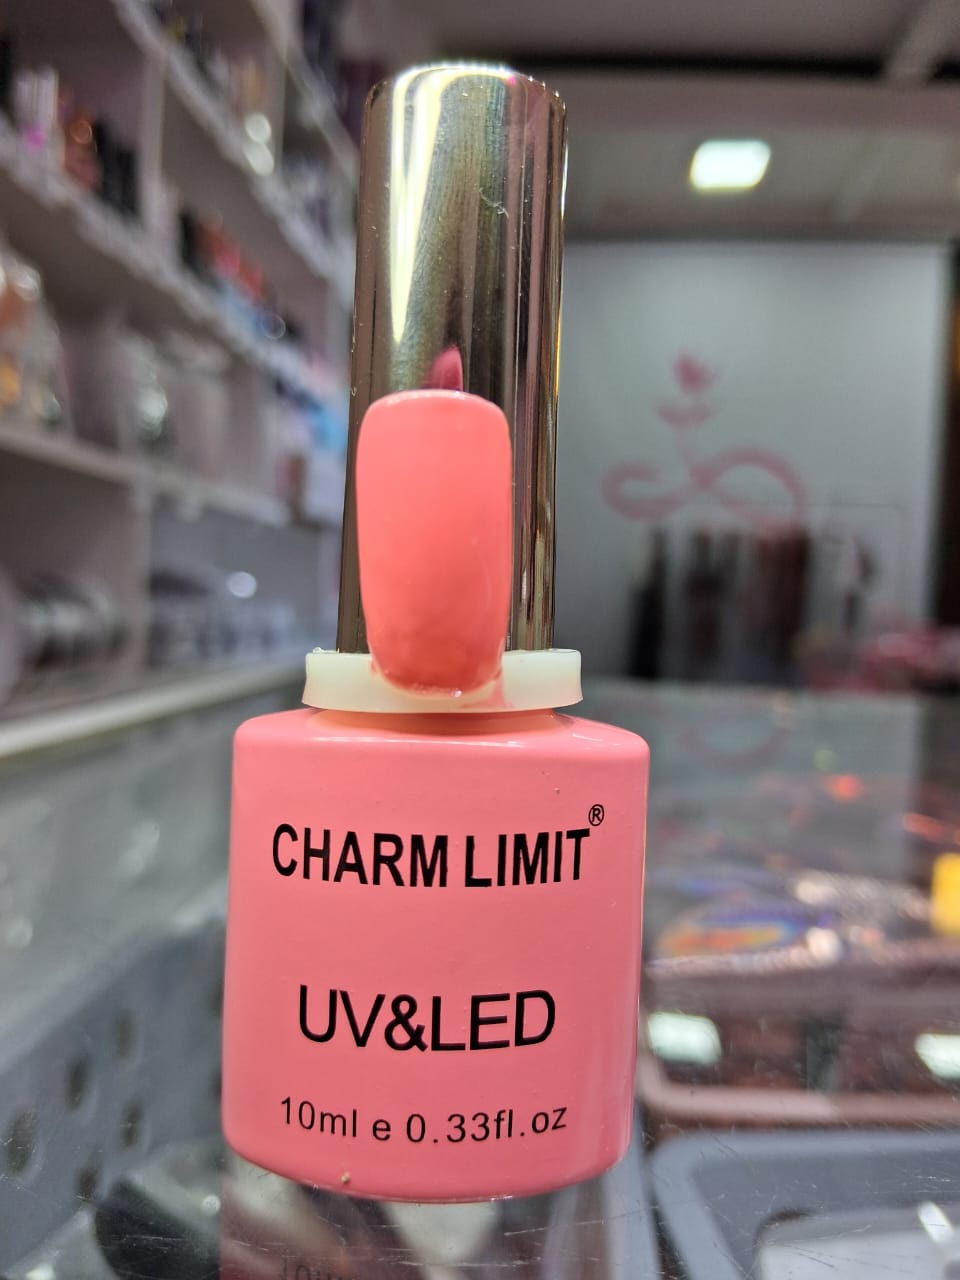 CHARM LIMIT®
UV&LED
10ml e 0.33fl.oz